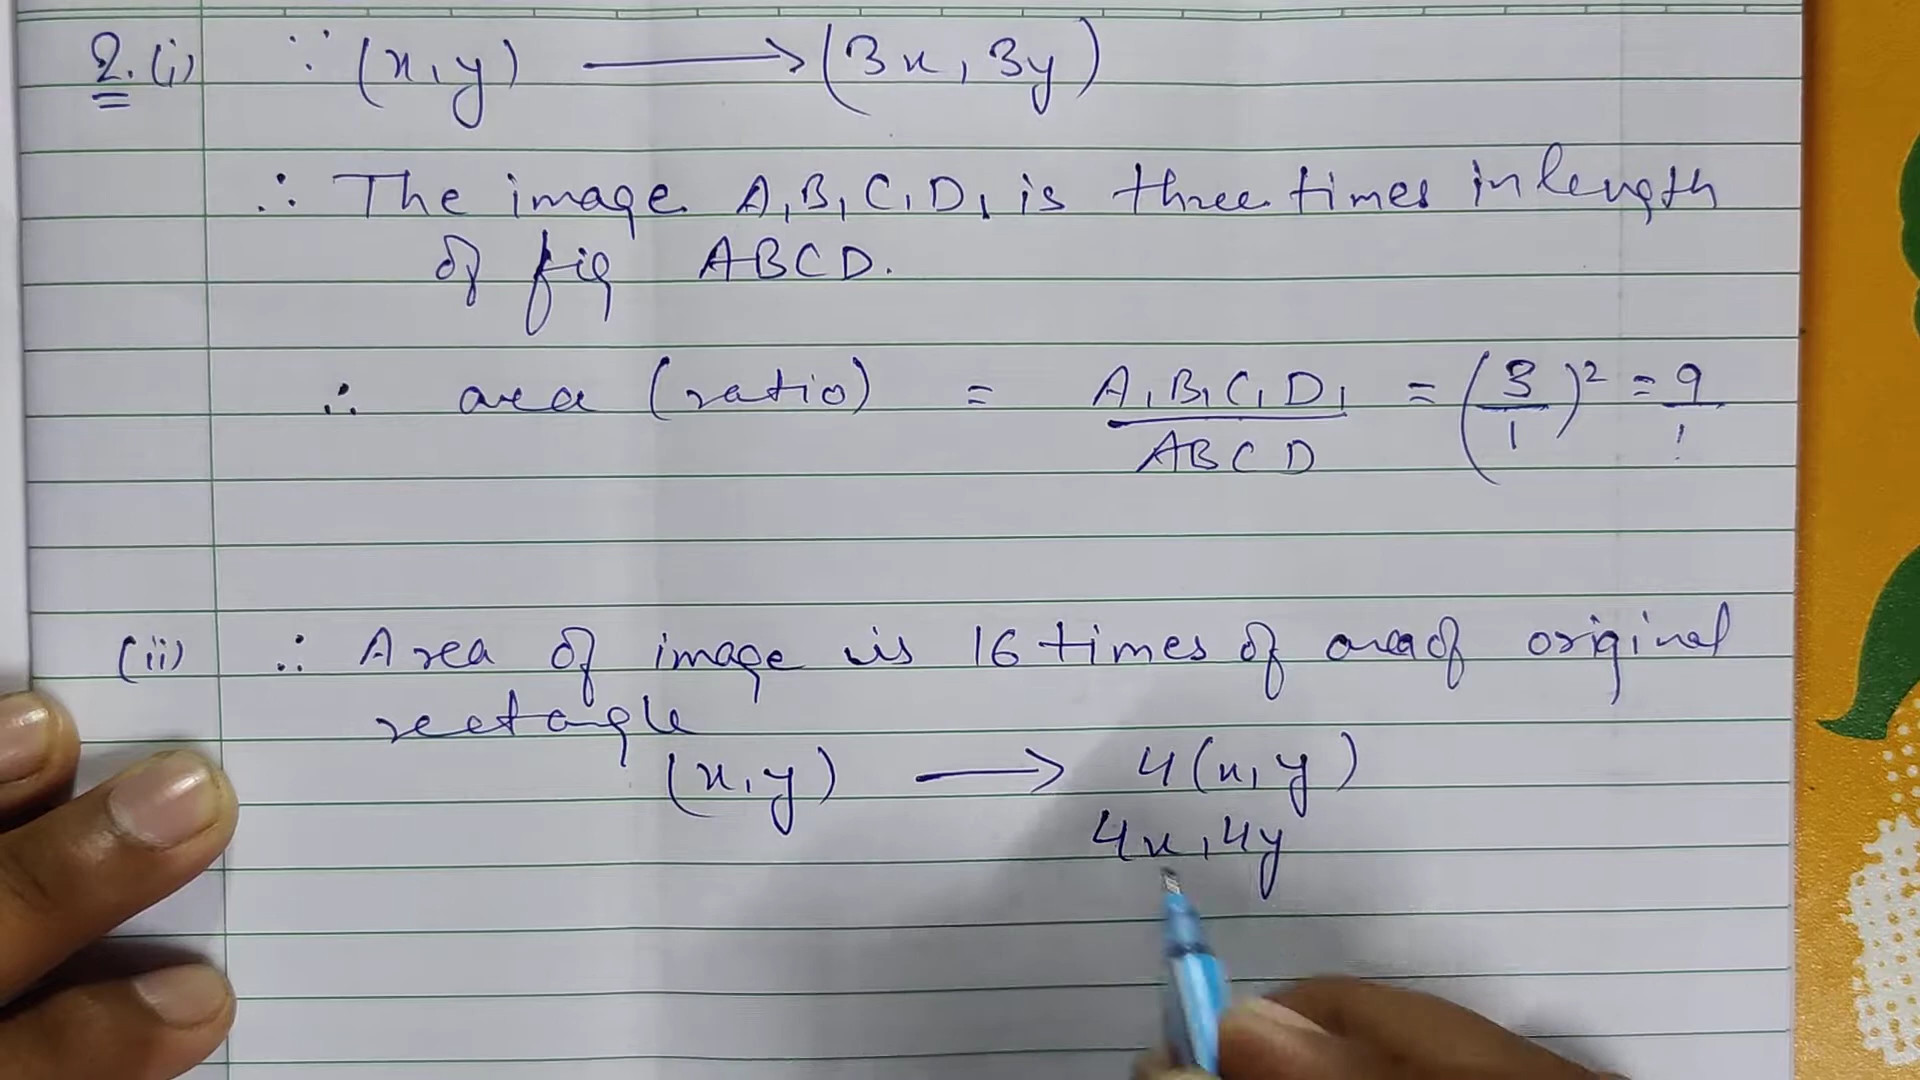 2. (i) ∵ (x, y) ⟶ (3x, 3y)
∴ The image A₁B₁C₁D₁ is three times in length
of fig ABCD.
∴ area (ratio) = A₁B₁C₁D₁/ABCD = (3/1)² = 9/1
(ii) ∴ Area of image is 16 times of area of original
rectangle
(x, y) ⟶ 4(x, y)
4x, 4y